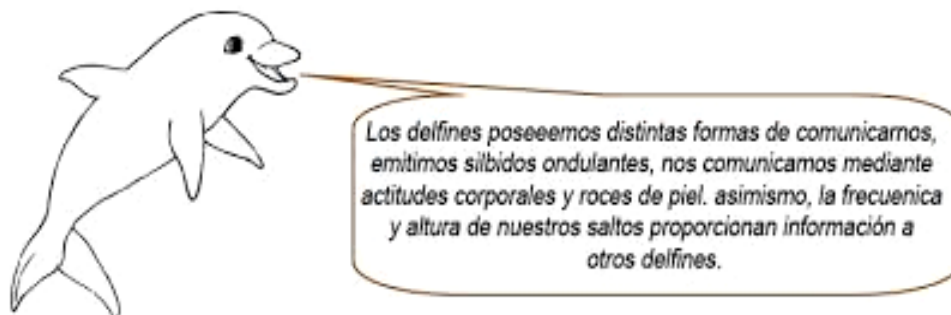 Los delfines poseeemos distintas formas de comunicarnos,
emitimos silbidos ondulantes, nos comunicamos mediante
actitudes corporales y roces de piel. asimismo, la frecuenica
y altura de nuestros saltos proporcionan información a
otros delfines.